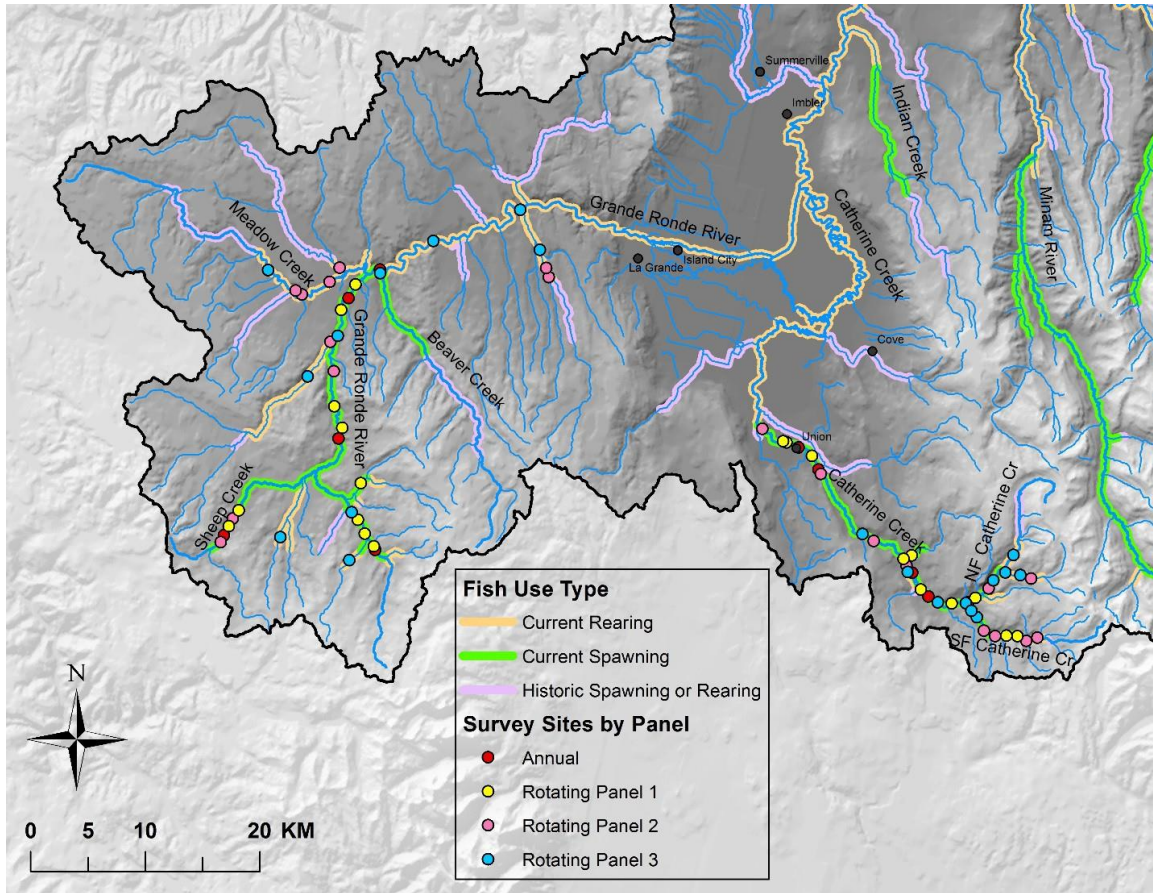 Summerville
Imbler
Indian Creek
Minam River
Meadow Creek
Grande Ronde River
Catherine Creek
Island City
La Grande
Grande Ronde River
Beaver Creek
Cove
Union
Sheep Creek
Catherine Creek
NF Catherine Cr
SF Catherine Cr
Fish Use Type
Current Rearing
Current Spawning
Historic Spawning or Rearing
Survey Sites by Panel
Annual
Rotating Panel 1
Rotating Panel 2
Rotating Panel 3
N
0 5 10 20 KM